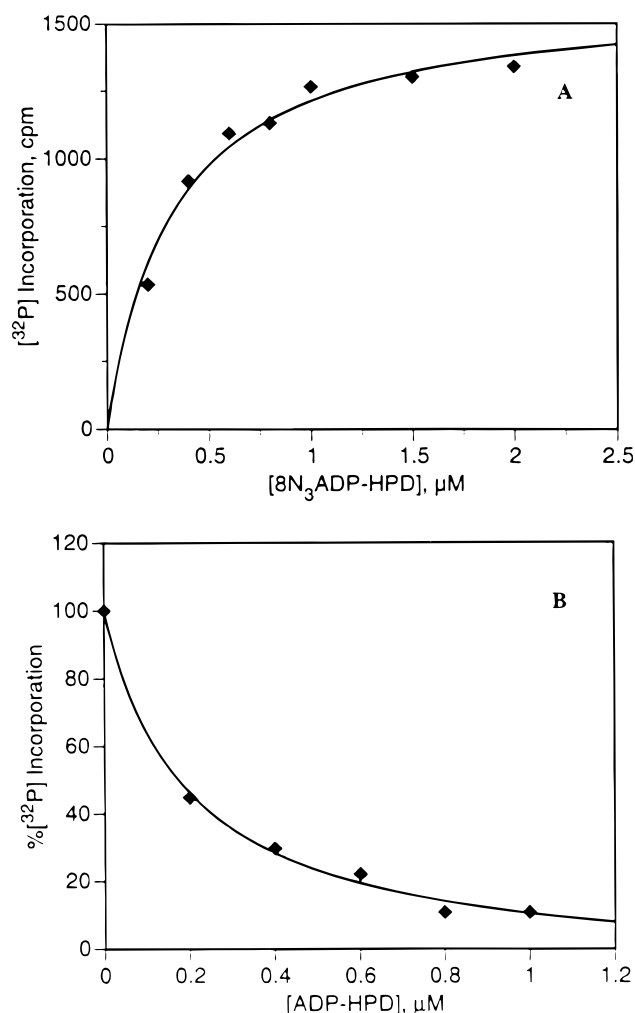 1500
A
1000
[³²P] Incorporation, cpm
500
0
0 0.5 1 1.5 2 2.5
[8N₃ADP-HPD], µM
120
B
100
80
%[³²P] Incorporation
60
40
20
0
0 0.2 0.4 0.6 0.8 1 1.2
[ADP-HPD], µM